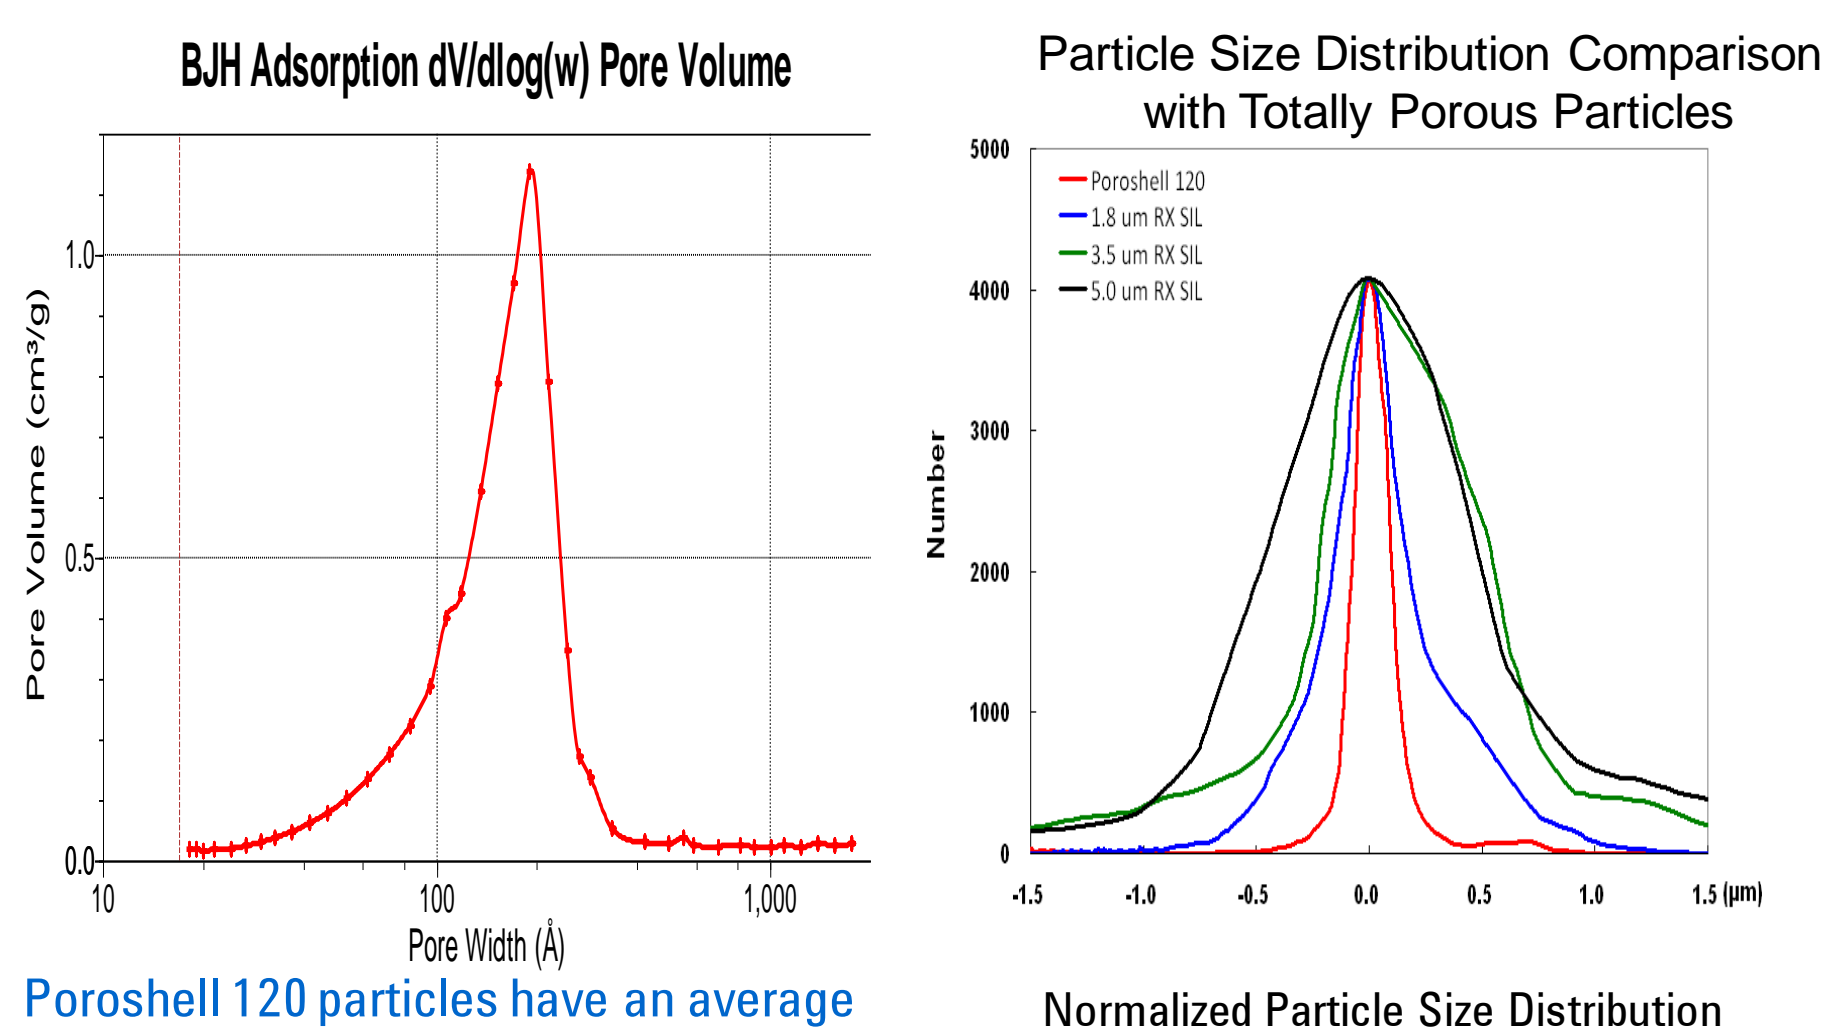 BJH Adsorption dV/dlog(w) Pore Volume
Pore Volume (cm³/g)
1.0
0.5
0.0
10
100
1,000
Pore Width (Å)
Poroshell 120 particles have an average
Particle Size Distribution Comparison
with Totally Porous Particles
Number
5000
4000
3000
2000
1000
0
Poroshell 120
1.8 um RX SIL
3.5 um RX SIL
5.0 um RX SIL
-1.5
-1.0
-0.5
0.0
0.5
1.0
1.5 (μm)
Normalized Particle Size Distribution